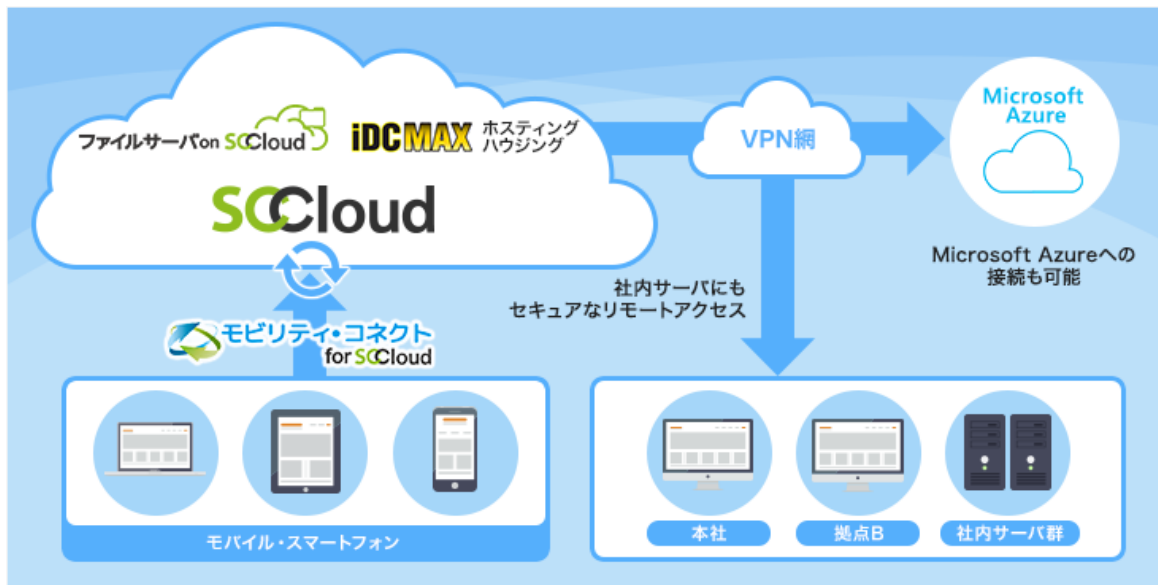 ファイルサーバon SCCloud
iDC MAX ホスティング
ハウジング
SCCloud
VPN網
Microsoft
Azure
Microsoft Azureへの
接続も可能
社内サーバにも
セキュアなリモートアクセス
モビリティ・コネクト
for SCCloud
モバイル・スマートフォン
本社
拠点B
社内サーバ群